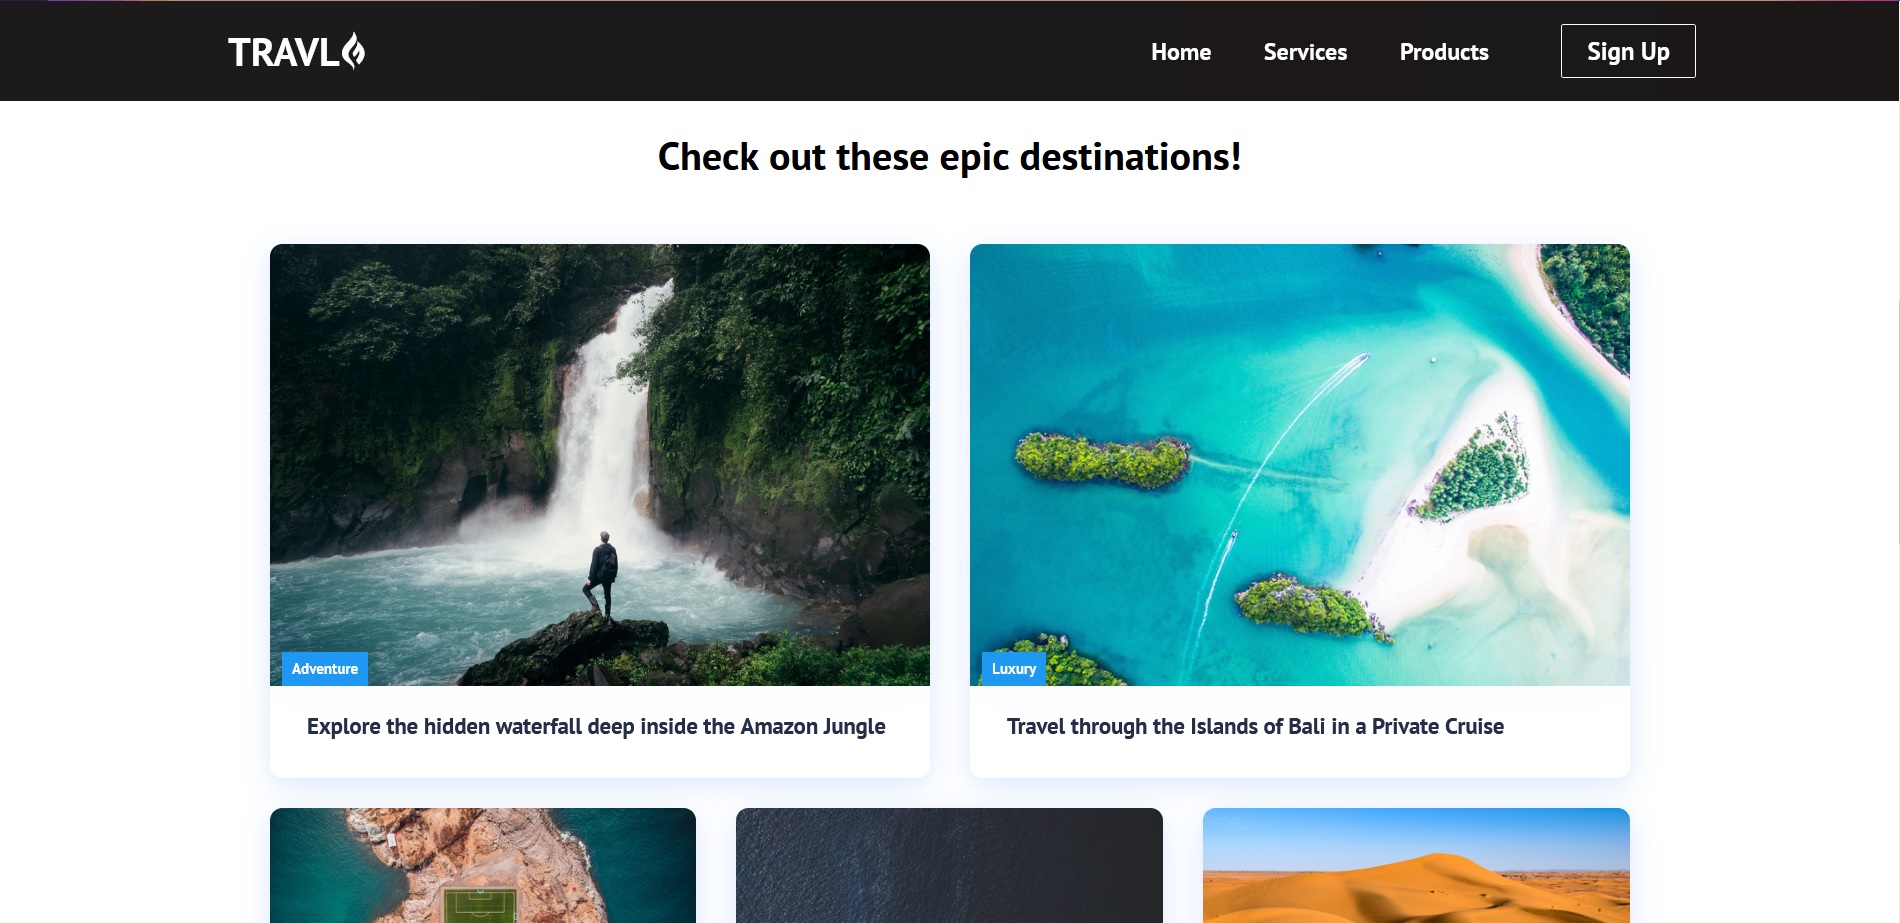 TRAVL
Home
Services
Products
Sign Up
Check out these epic destinations!
Adventure
Luxury
Explore the hidden waterfall deep inside the Amazon Jungle
Travel through the Islands of Bali in a Private Cruise